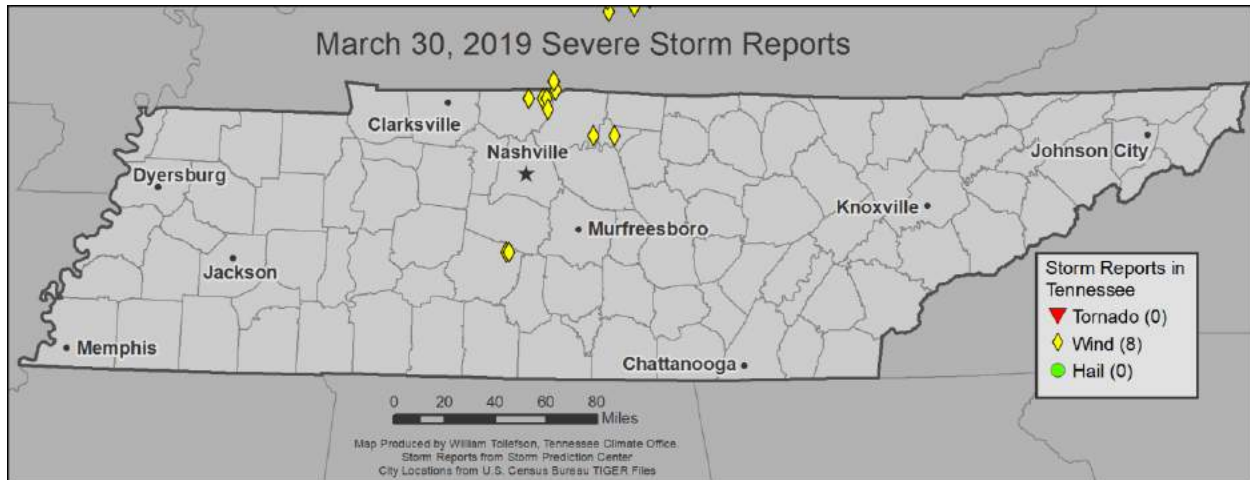 March 30, 2019 Severe Storm Reports
Clarksville
Nashville
Johnson City
Dyersburg
Knoxville
Murfreesboro
Jackson
Storm Reports in
Tennessee
Tornado (0)
Wind (8)
Hail (0)
Memphis
Chattanooga
0 20 40 60 80
Miles
Map Produced by William Tollefson, Tennessee Climate Office.
Storm Reports from Storm Prediction Center
City Locations from U.S. Census Bureau TIGER Files